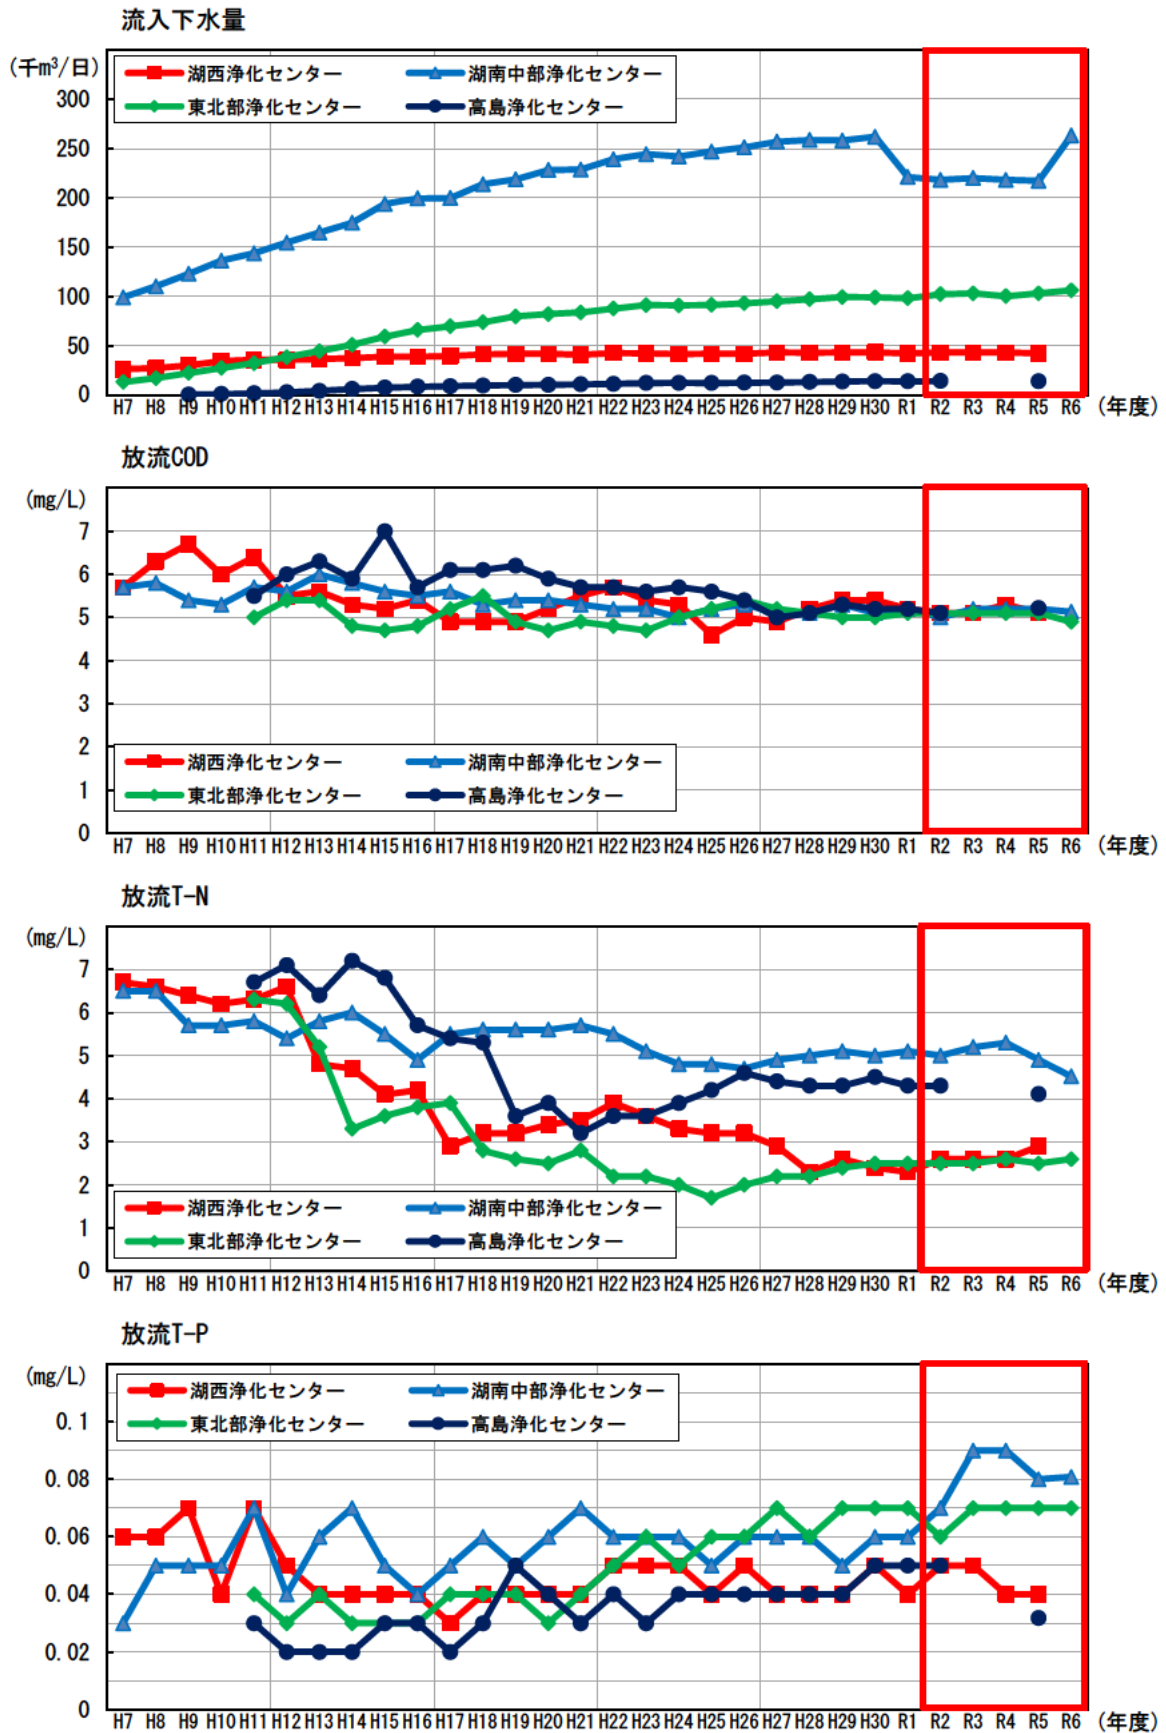 流入下水量
(千m³/日)
湖西浄化センター 湖南中部浄化センター
東北部浄化センター 高島浄化センター
300
250
200
150
100
50
0
H7 H8 H9 H10 H11 H12 H13 H14 H15 H16 H17 H18 H19 H20 H21 H22 H23 H24 H25 H26 H27 H28 H29 H30 R1 R2 R3 R4 R5 R6 (年度)
放流COD
(mg/L)
7
6
5
4
3
2
1
0
湖西浄化センター 湖南中部浄化センター
東北部浄化センター 高島浄化センター
H7 H8 H9 H10 H11 H12 H13 H14 H15 H16 H17 H18 H19 H20 H21 H22 H23 H24 H25 H26 H27 H28 H29 H30 R1 R2 R3 R4 R5 R6 (年度)
放流T-N
(mg/L)
7
6
5
4
3
2
1
0
湖西浄化センター 湖南中部浄化センター
東北部浄化センター 高島浄化センター
H7 H8 H9 H10 H11 H12 H13 H14 H15 H16 H17 H18 H19 H20 H21 H22 H23 H24 H25 H26 H27 H28 H29 H30 R1 R2 R3 R4 R5 R6 (年度)
放流T-P
(mg/L)
湖西浄化センター 湖南中部浄化センター
東北部浄化センター 高島浄化センター
0.1
0.08
0.06
0.04
0.02
0
H7 H8 H9 H10 H11 H12 H13 H14 H15 H16 H17 H18 H19 H20 H21 H22 H23 H24 H25 H26 H27 H28 H29 H30 R1 R2 R3 R4 R5 R6 (年度)